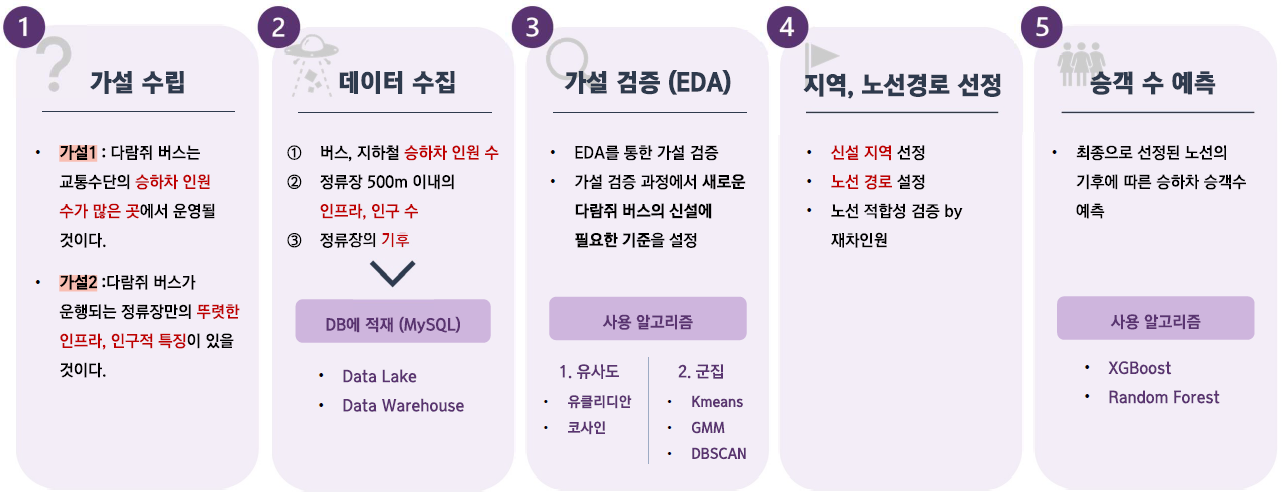 1
가설 수립
• 가설1 : 다람쥐 버스는
교통수단의 승하차 인원
수가 많은 곳에서 운영될
것이다.
• 가설2 :다람쥐 버스가
운행되는 정류장만의 뚜렷한
인프라, 인구적 특징이 있을
것이다.
2
데이터 수집
① 버스, 지하철 승하차 인원 수
② 정류장 500m 이내의
인프라, 인구 수
③ 정류장의 기후
DB에 적재 (MySQL)
• Data Lake
• Data Warehouse
3
가설 검증 (EDA)
• EDA를 통한 가설 검증
• 가설 검증 과정에서 새로운
다람쥐 버스의 신설에
필요한 기준을 설정
사용 알고리즘
1. 유사도
• 유클리디안
• 코사인
2. 군집
• Kmeans
• GMM
• DBSCAN
4
지역, 노선경로 선정
• 신설 지역 선정
• 노선 경로 설정
• 노선 적합성 검증 by
재차인원
5
승객 수 예측
• 최종으로 선정된 노선의
기후에 따른 승하차 승객수
예측
사용 알고리즘
• XGBoost
• Random Forest